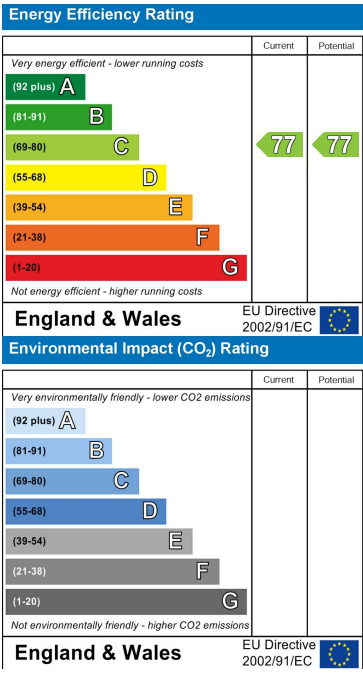 Energy Efficiency Rating
Current Potential
Very energy efficient - lower running costs
(92 plus) A
(81-91) B
(69-80) C 77 77
(55-68) D
(39-54) E
(21-38) F
(1-20) G
Not energy efficient - higher running costs
England & Wales EU Directive 2002/91/EC
Environmental Impact (CO₂) Rating
Current Potential
Very environmentally friendly - lower CO2 emissions
(92 plus) A
(81-91) B
(69-80) C
(55-68) D
(39-54) E
(21-38) F
(1-20) G
Not environmentally friendly - higher CO2 emissions
England & Wales EU Directive 2002/91/EC